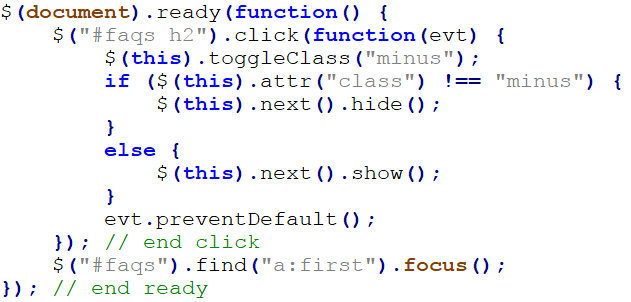 $(document).ready(function() {
    $("#faqs h2").click(function(evt) {
        $(this).toggleClass("minus");
        if ($(this).attr("class") !== "minus") {
            $(this).next().hide();
        }
        else {
            $(this).next().show();
        }
        evt.preventDefault();
    }); // end click
    $("#faqs").find("a:first").focus();
}); // end ready